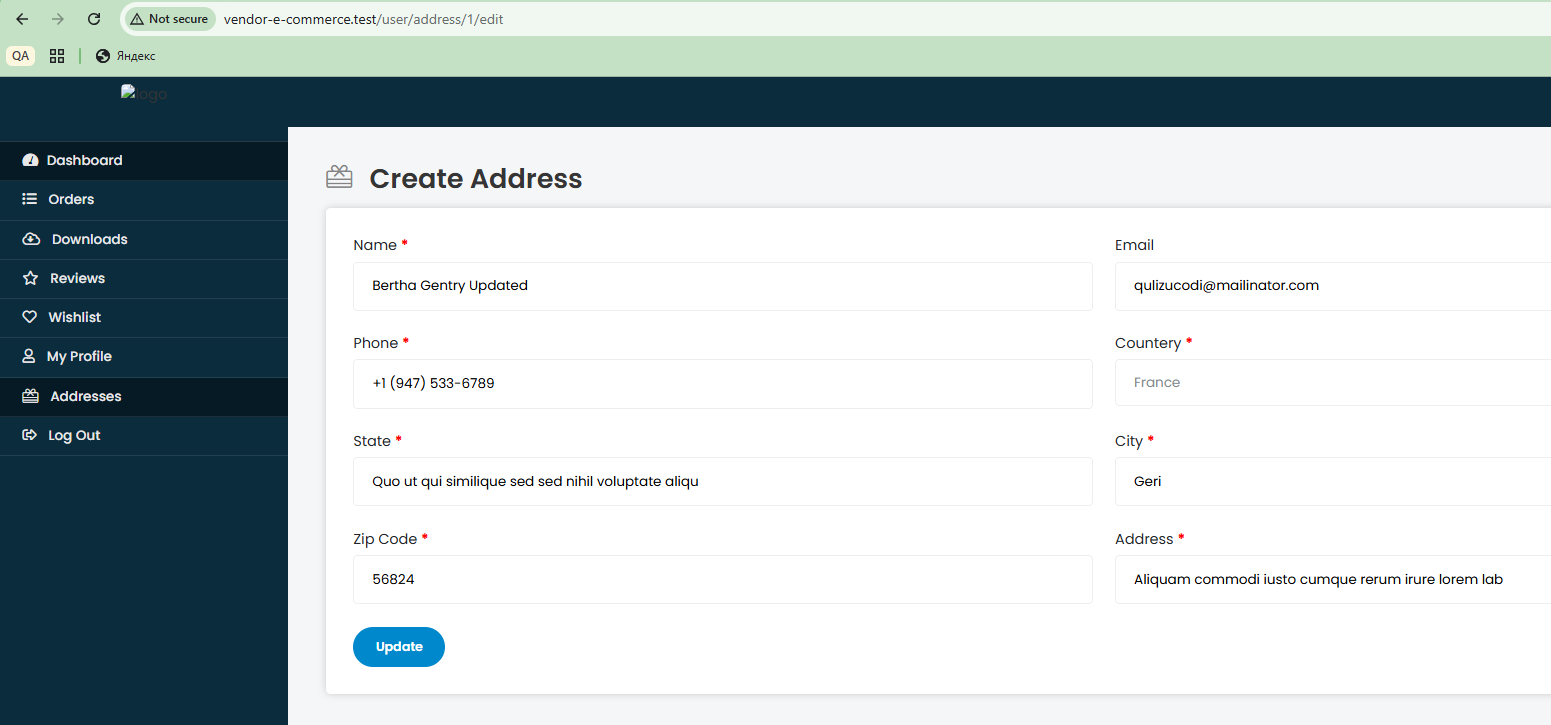 Not secure vendor-e-commerce.test/user/address/1/edit
QA Яндекс
logo
Dashboard
Orders
Downloads
Reviews
Wishlist
My Profile
Addresses
Log Out
Create Address
Name * Email
Bertha Gentry Updated qulizucodi@mailinator.com
Phone * Countery *
+1 (947) 533-6789 France
State * City *
Quo ut qui similique sed sed nihil voluptate aliqu Geri
Zip Code * Address *
56824 Aliquam commodi iusto cumque rerum irure lorem lab
Update